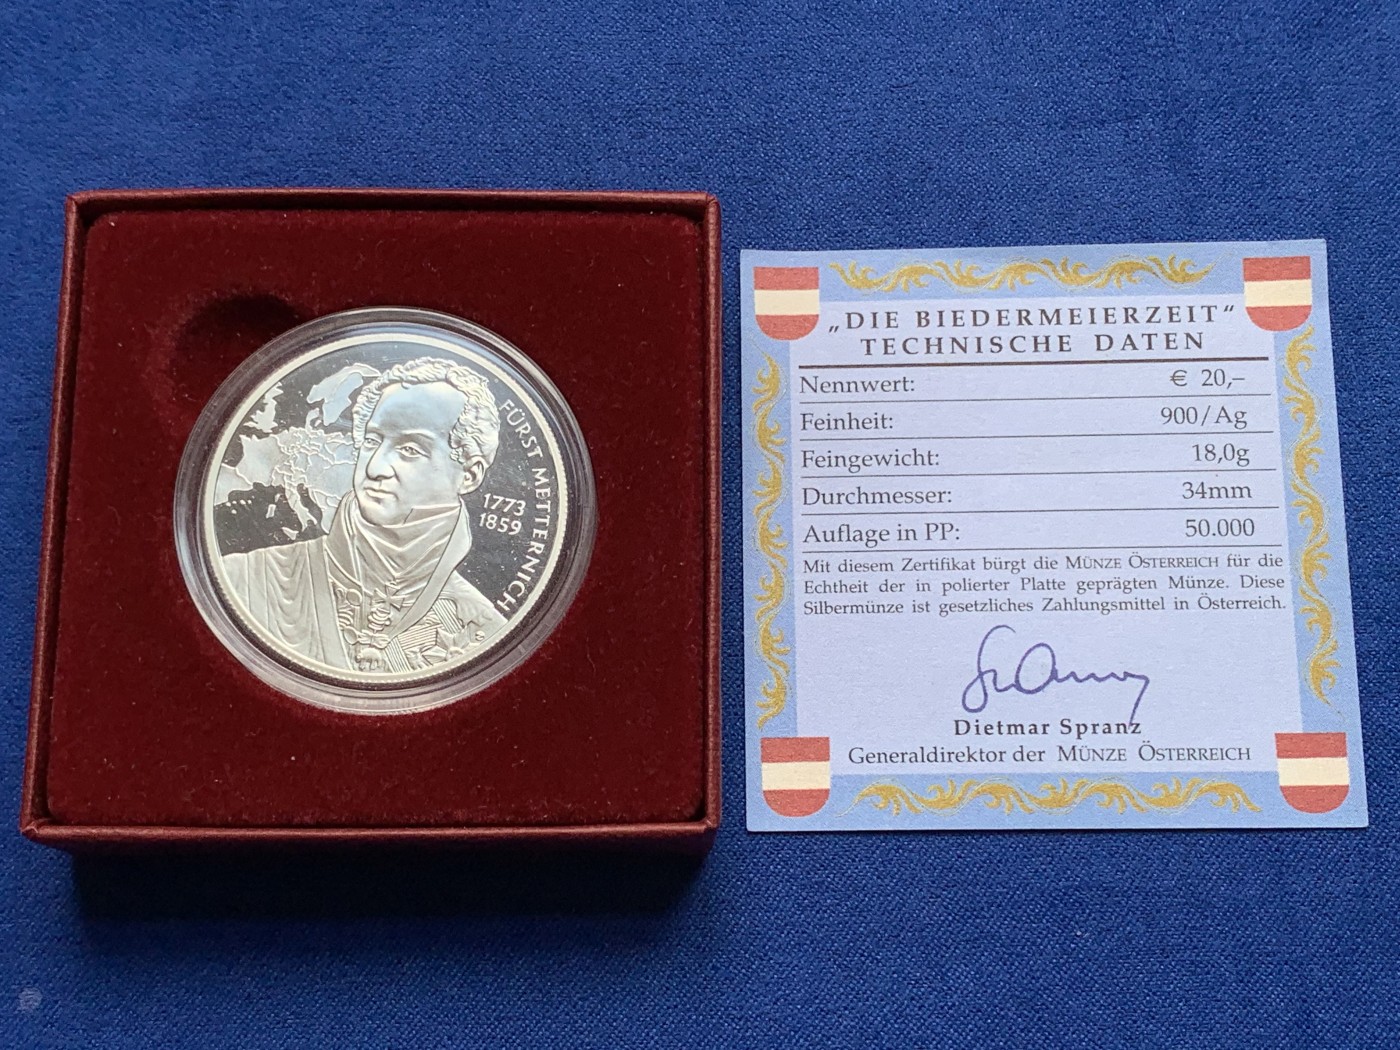 FÜRST METTERNICH
1773
1859
„DIE BIEDERMEIERZEIT“
TECHNISCHE DATEN
Nennwert: € 20,–
Feinheit: 900/Ag
Feingewicht: 18,0g
Durchmesser: 34mm
Auflage in PP: 50.000
Mit diesem Zertifikat bürgt die MÜNZE ÖSTERREICH für die
Echtheit der in polierter Platte geprägten Münze. Diese
Silbermünze ist gesetzliches Zahlungsmittel in Österreich.
Dietmar Spranz
Generaldirektor der MÜNZE ÖSTERREICH